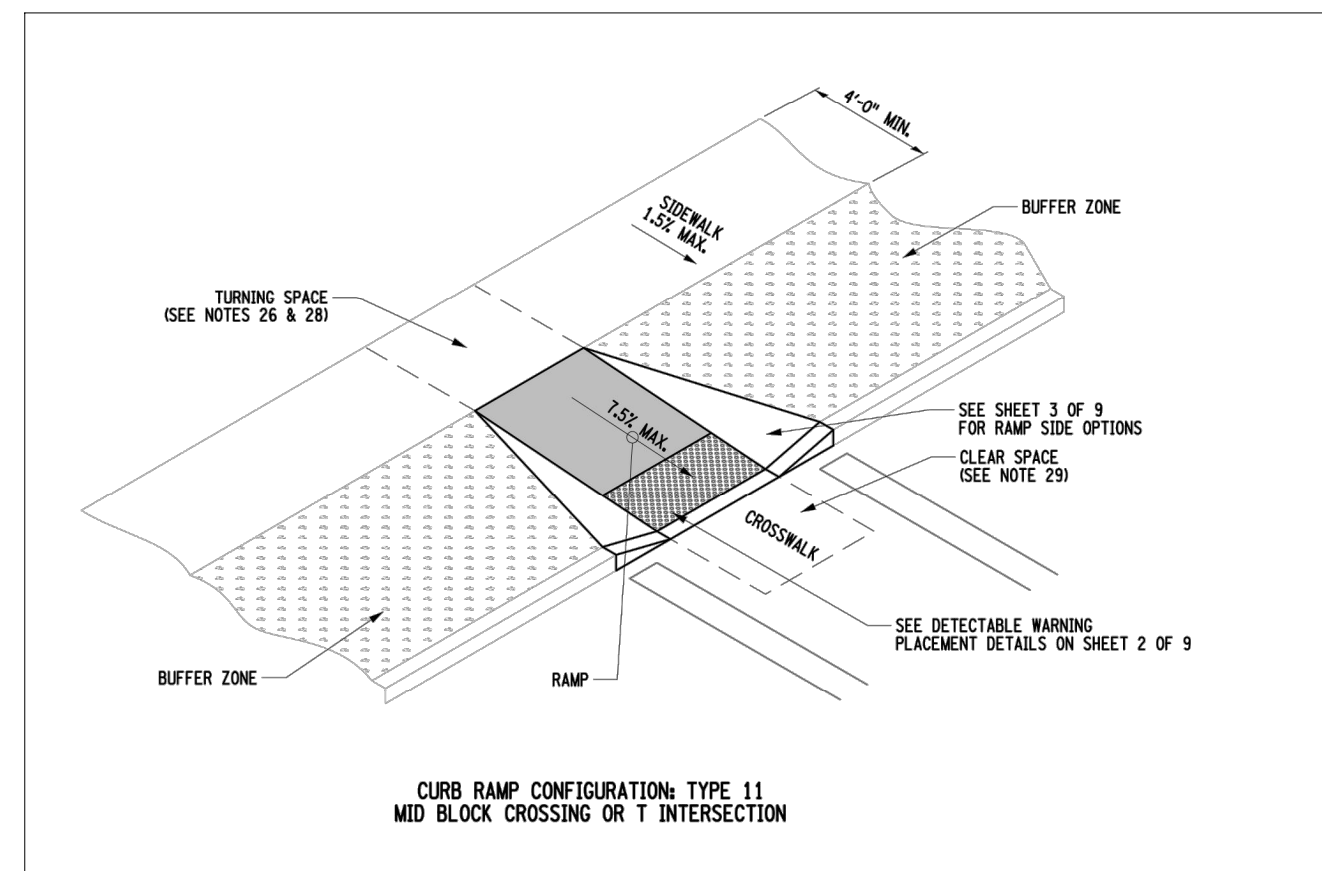 4'-0" MIN.
BUFFER ZONE
SIDEWALK
1.5% MAX.
TURNING SPACE
(SEE NOTES 26 & 28)
7.5% MAX.
SEE SHEET 3 OF 9
FOR RAMP SIDE OPTIONS
CLEAR SPACE
(SEE NOTE 29)
CROSSWALK
SEE DETECTABLE WARNING
PLACEMENT DETAILS ON SHEET 2 OF 9
BUFFER ZONE
RAMP
CURB RAMP CONFIGURATION: TYPE 11
MID BLOCK CROSSING OR T INTERSECTION